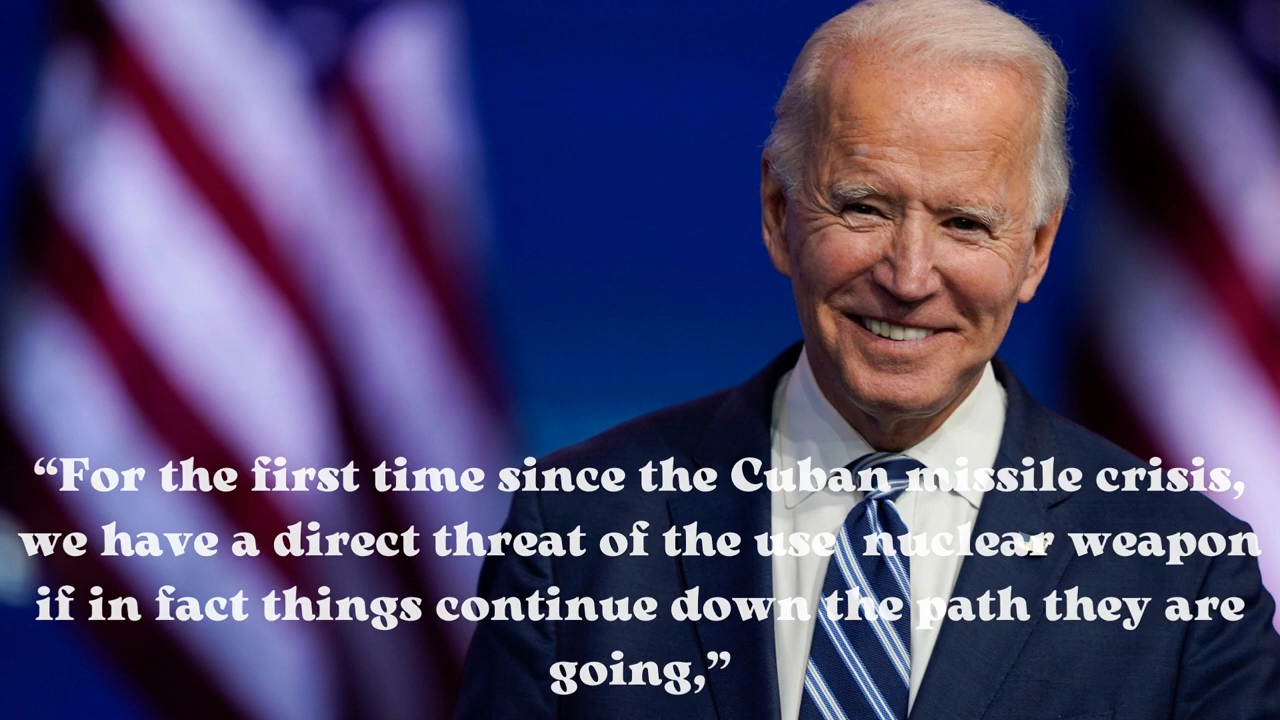 “For the first time since the Cuban missile crisis,
we have a direct threat of the use  nuclear weapon
if in fact things continue down the path they are
going,”